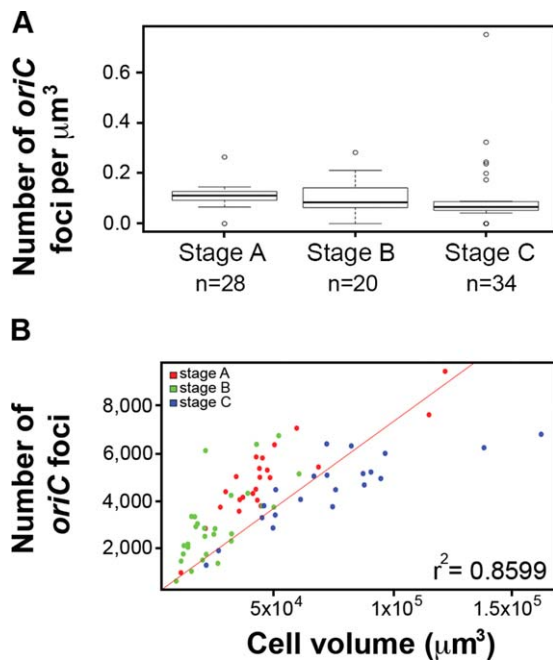 A
Number of oriC
foci per μm³
0.6
0.4
0.2
0.0
Stage A
Stage B
Stage C
n=28
n=20
n=34
B
Number of
oriC foci
stage A
stage B
stage C
8,000
6,000
4,000
2,000
r²= 0.8599
5x10⁴
1x10⁵
1.5x10⁵
Cell volume (μm³)